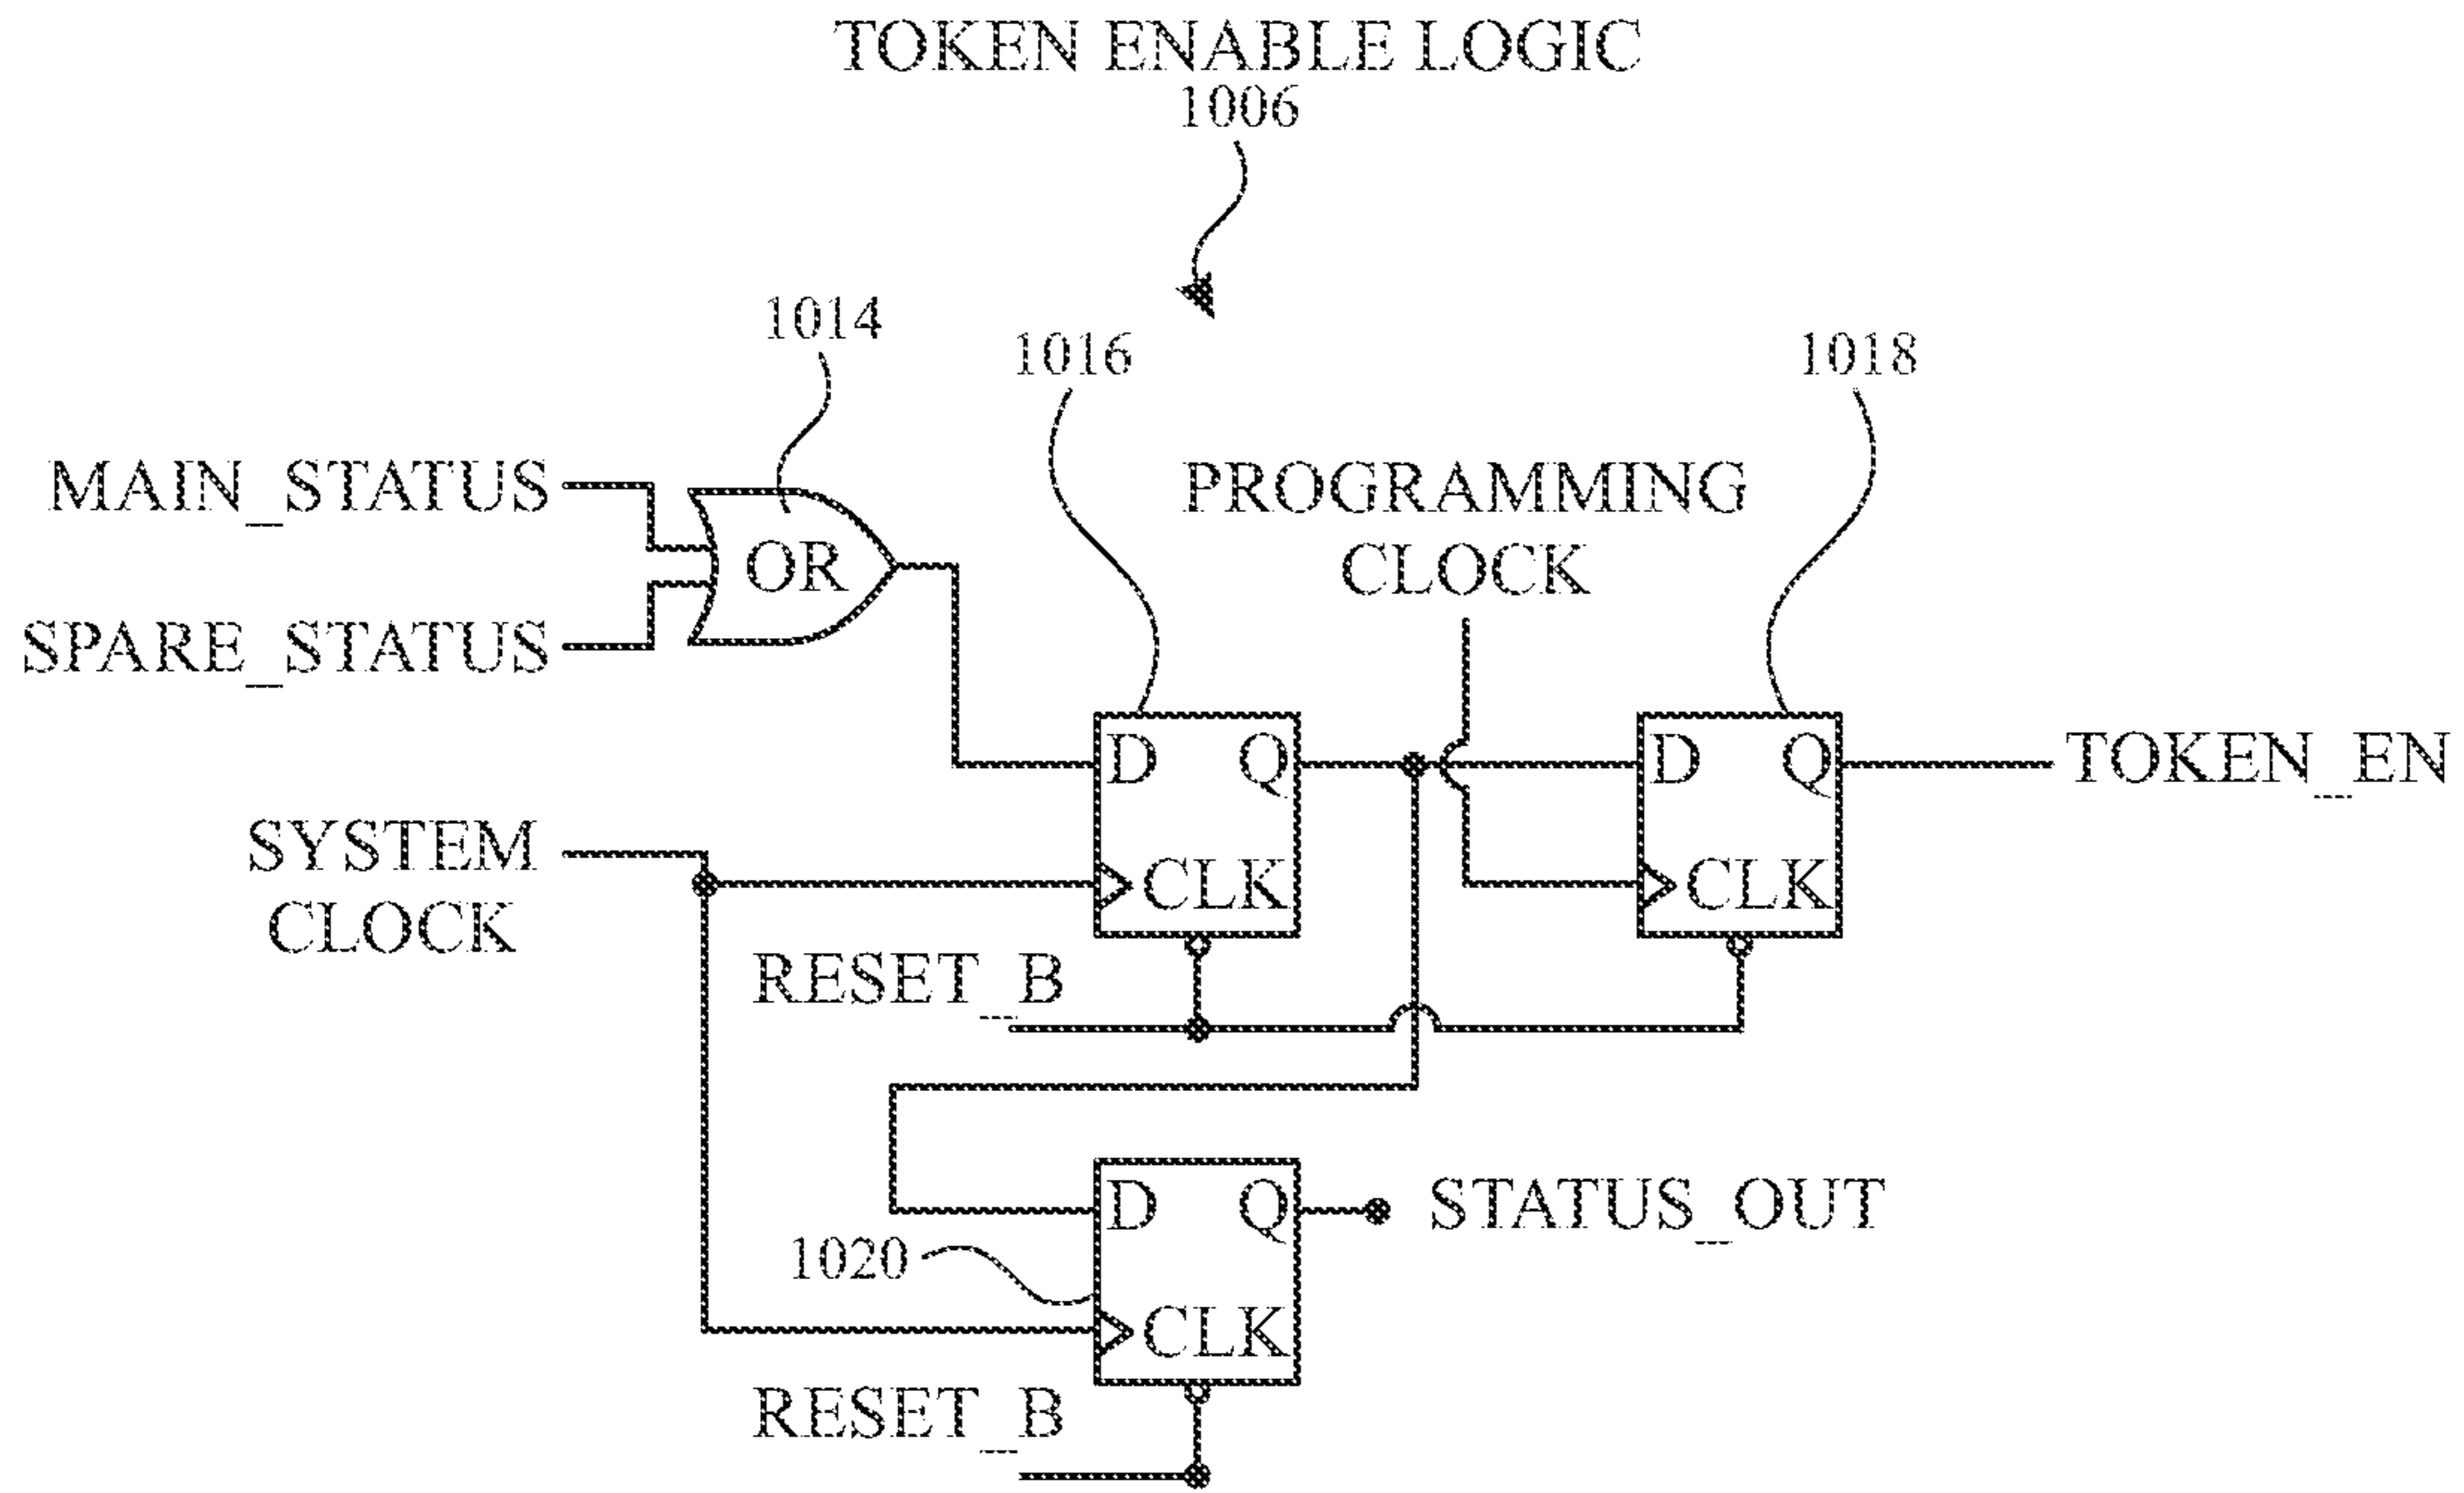 TOKEN ENABLE LOGIC
1006
1014
1016
1018
MAIN_STATUS
OR
SPARE_STATUS
PROGRAMMING
CLOCK
D Q
D Q
TOKEN_EN
SYSTEM
CLOCK
CLK
CLK
RESET_B
D Q
STATUS_OUT
1020
CLK
RESET_B